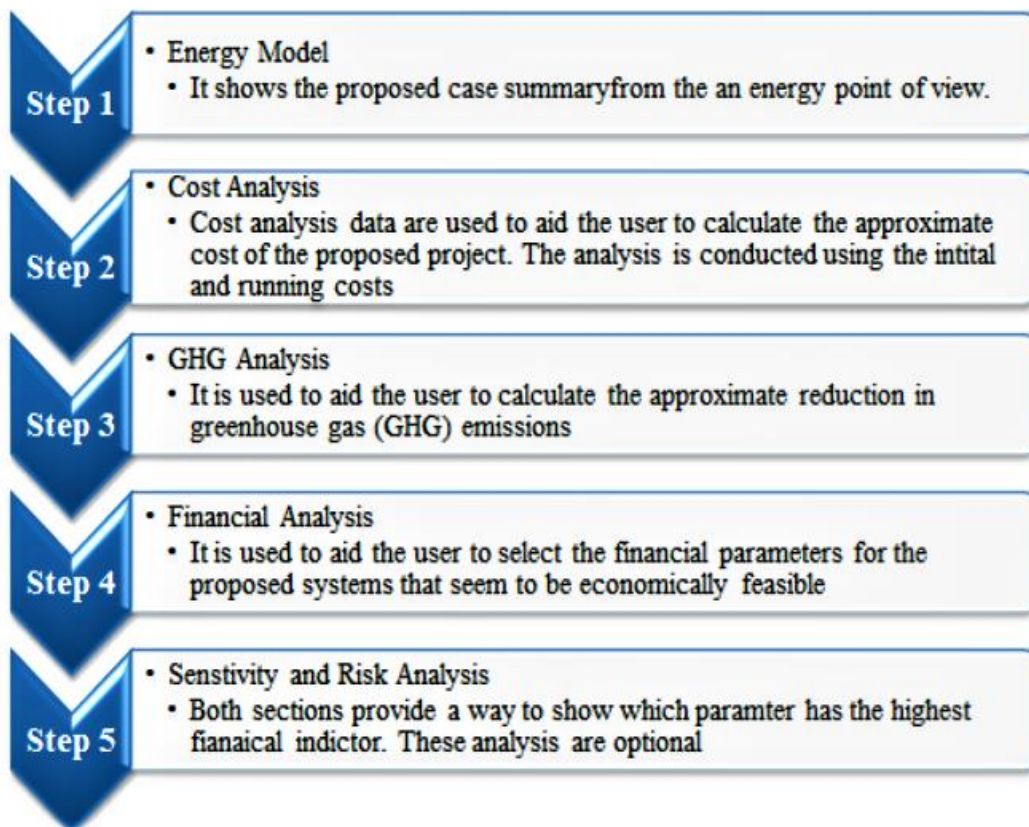 Step 1
• Energy Model
• It shows the proposed case summaryfrom the an energy point of view.
Step 2
• Cost Analysis
• Cost analysis data are used to aid the user to calculate the approximate
cost of the proposed project. The analysis is conducted using the intital
and running costs
Step 3
• GHG Analysis
• It is used to aid the user to calculate the approximate reduction in
greenhouse gas (GHG) emissions
Step 4
• Financial Analysis
• It is used to aid the user to select the financial parameters for the
proposed systems that seem to be economically feasible
Step 5
• Senstivity and Risk Analysis
• Both sections provide a way to show which paramter has the highest
fianaical indictor. These analysis are optional